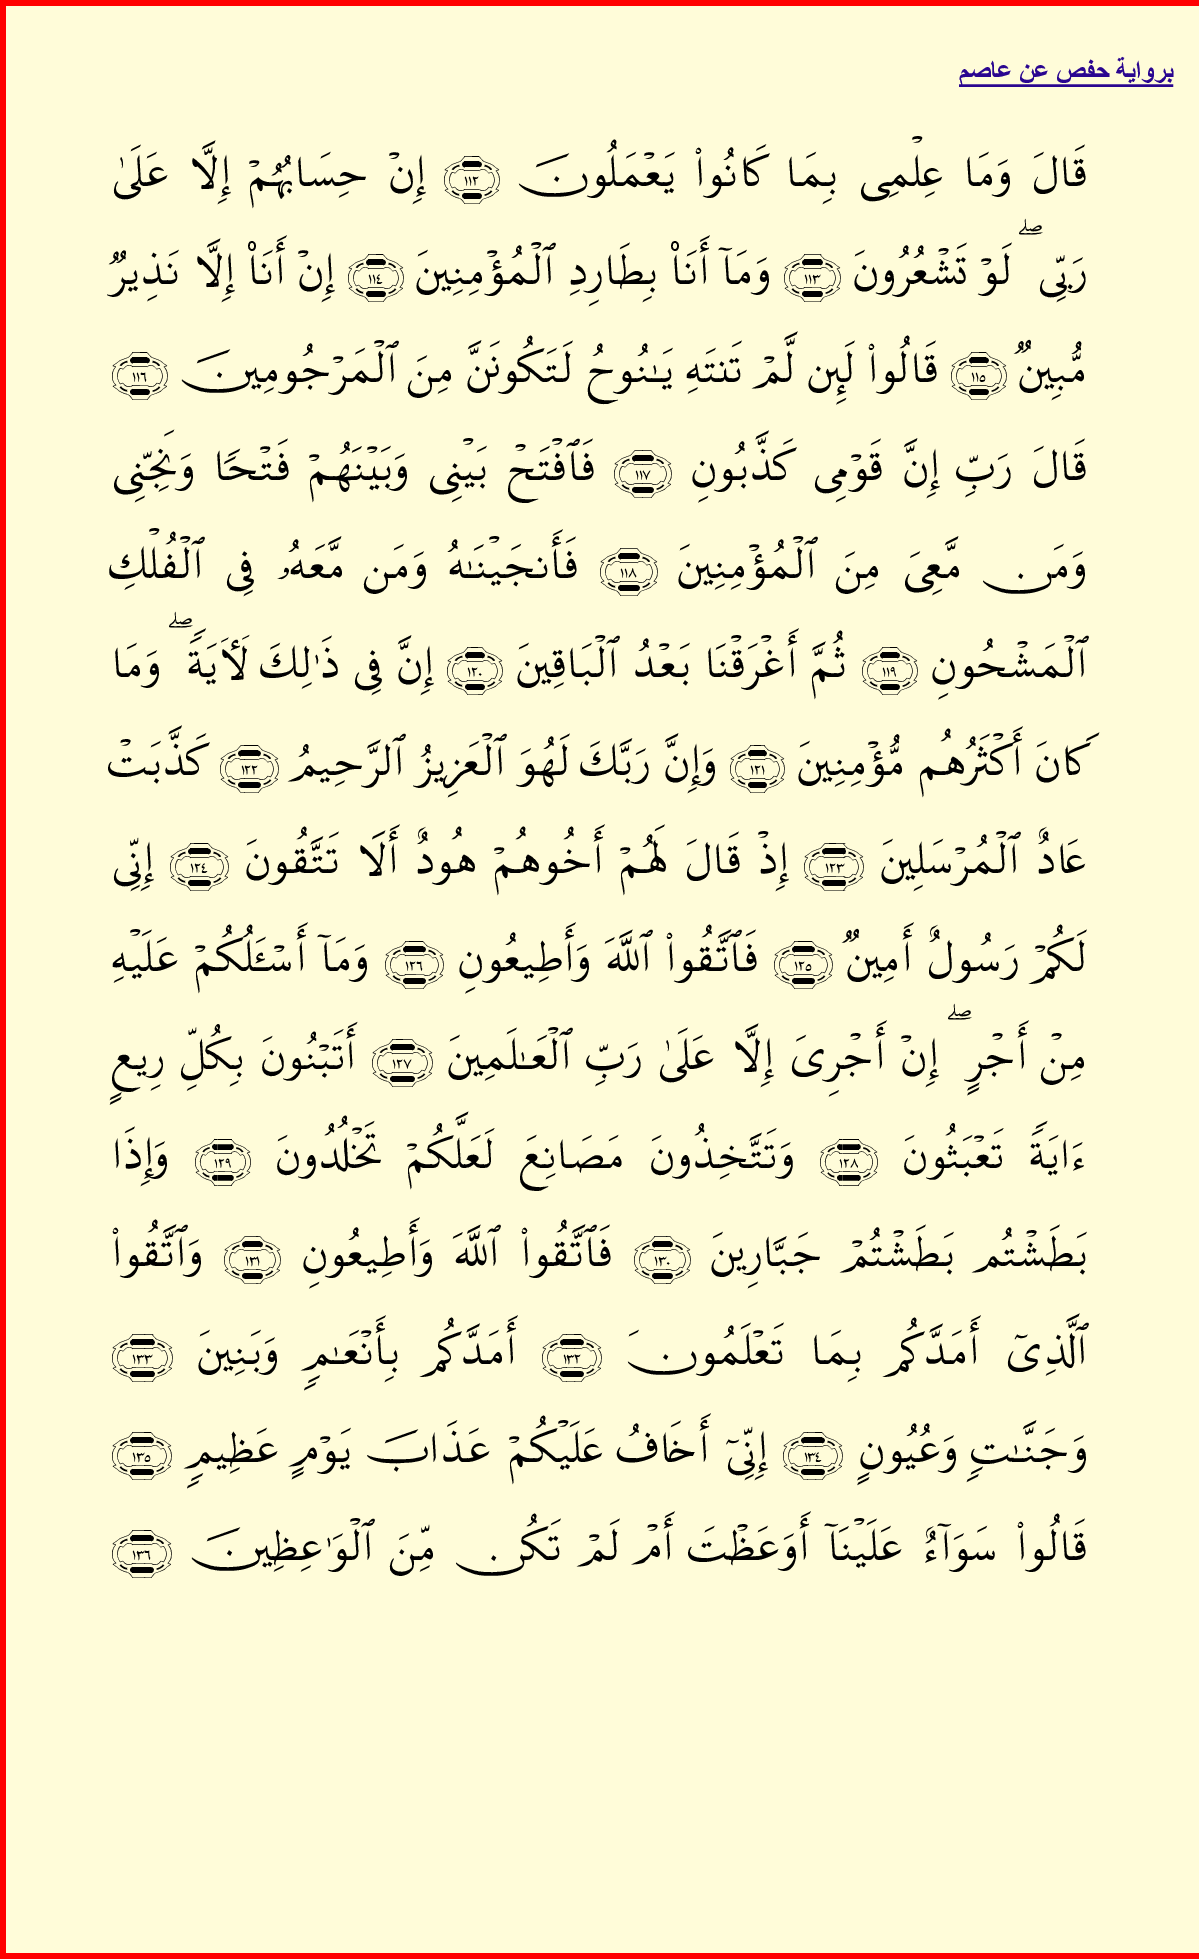 برواية حفص عن عاصم
قَالَ وَمَا عِلۡمِى بِمَا كَانُواْ يَعۡمَلُونَ ١١٢ إِنۡ حِسَابُهُمۡ إِلَّا عَلَىٰ
رَبِّىۖ لَوۡ تَشۡعُرُونَ ١١٣ وَمَآ أَنَا۟ بِطَارِدِ ٱلۡمُؤۡمِنِينَ ١١٤ إِنۡ أَنَا۟ إِلَّا نَذِيرٌ
مُّبِينٌ ١١٥ قَالُواْ لَئِن لَّمۡ تَنتَهِ يَـٰنُوحُ لَتَكُونَنَّ مِنَ ٱلۡمَرۡجُومِينَ ١١٦
قَالَ رَبِّ إِنَّ قَوۡمِى كَذَّبُونِ ١١٧ فَٱفۡتَحۡ بَيۡنِى وَبَيۡنَهُمۡ فَتۡحًا وَنَجِّنِى
وَمَن مَّعِىَ مِنَ ٱلۡمُؤۡمِنِينَ ١١٨ فَأَنجَيۡنَـٰهُ وَمَن مَّعَهُۥ فِى ٱلۡفُلۡكِ
ٱلۡمَشۡحُونِ ١١٩ ثُمَّ أَغۡرَقۡنَا بَعۡدُ ٱلۡبَاقِينَ ١٢٠ إِنَّ فِى ذَٲلِكَ لَأَيَةًۖ وَمَا
كَانَ أَكۡثَرُهُم مُّؤۡمِنِينَ ١٢١ وَإِنَّ رَبَّكَ لَهُوَ ٱلۡعَزِيزُ ٱلرَّحِيمُ ١٢٢ كَذَّبَتۡ
عَادٌ ٱلۡمُرۡسَلِينَ ١٢٣ إِذۡ قَالَ لَهُمۡ أَخُوهُمۡ هُودٌ أَلَا تَتَّقُونَ ١٢٤ إِنِّى
لَكُمۡ رَسُولٌ أَمِينٌ ١٢٥ فَٱتَّقُواْ ٱللَّهَ وَأَطِيعُونِ ١٢٦ وَمَآ أَسۡـَٔلُكُمۡ عَلَيۡهِ
مِنۡ أَجۡرٍۖ إِنۡ أَجۡرِىَ إِلَّا عَلَىٰ رَبِّ ٱلۡعَـٰلَمِينَ ١٢٧ أَتَبۡنُونَ بِكُلِّ رِيعٍ
ءَايَةً تَعۡبَثُونَ ١٢٨ وَتَتَّخِذُونَ مَصَانِعَ لَعَلَّكُمۡ تَخۡلُدُونَ ١٢٩ وَإِذَا
بَطَشۡتُم بَطَشۡتُمۡ جَبَّارِينَ ١٣٠ فَٱتَّقُواْ ٱللَّهَ وَأَطِيعُونِ ١٣١ وَٱتَّقُواْ
ٱلَّذِىٓ أَمَدَّكُم بِمَا تَعۡلَمُونَ ١٣٢ أَمَدَّكُم بِأَنۡعَـٰمٍ وَبَنِينَ ١٣٣
وَجَنَّـٰتٍ وَعُيُونٍ ١٣٤ إِنِّىٓ أَخَافُ عَلَيۡكُمۡ عَذَابَ يَوۡمٍ عَظِيمٍ ١٣٥
قَالُواْ سَوَآءٌ عَلَيۡنَآ أَوَعَظۡتَ أَمۡ لَمۡ تَكُن مِّنَ ٱلۡوَٲعِظِينَ ١٣٦